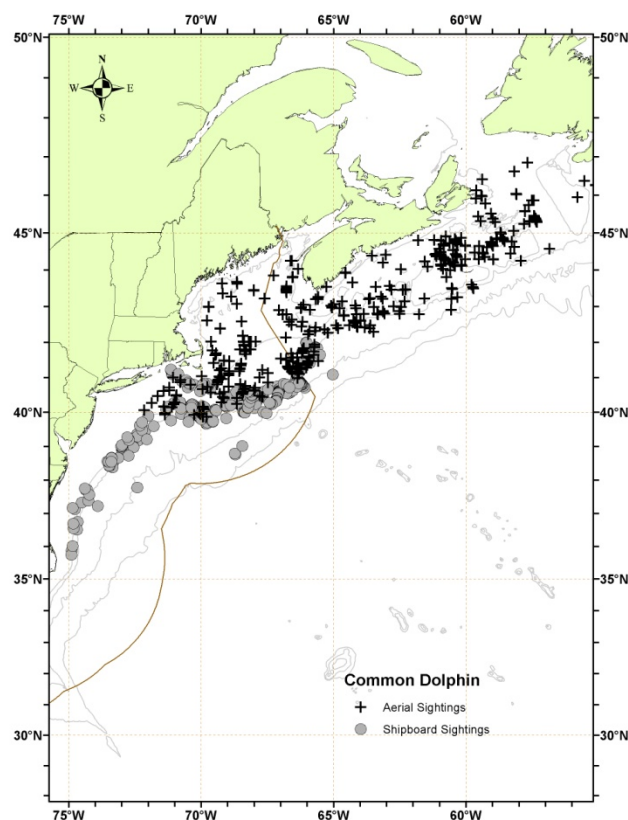 75°W 70°W 65°W 60°W
50°N 50°N
N
W E
S
45°N 45°N
40°N 40°N
35°N 35°N
Common Dolphin
Aerial Sightings
Shipboard Sightings
30°N 30°N
75°W 70°W 65°W 60°W